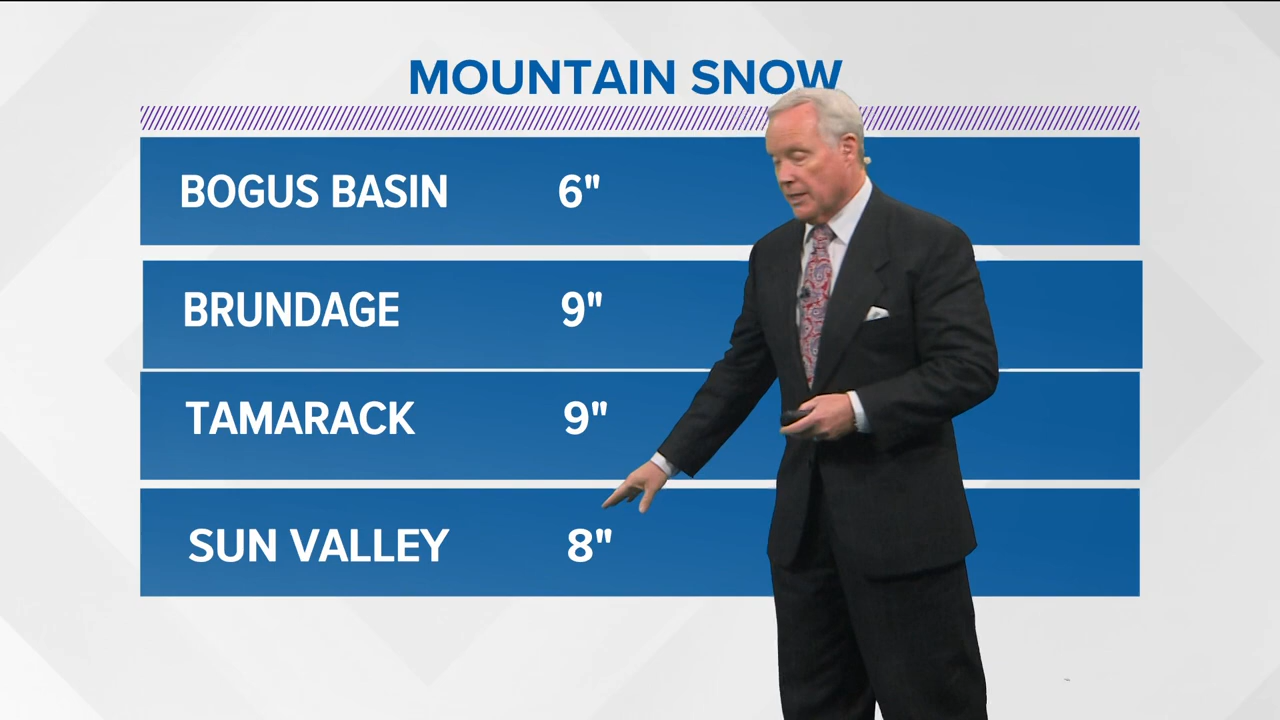 MOUNTAIN SNOW
BOGUS BASIN 6"
BRUNDAGE 9"
TAMARACK 9"
SUN VALLEY 8"